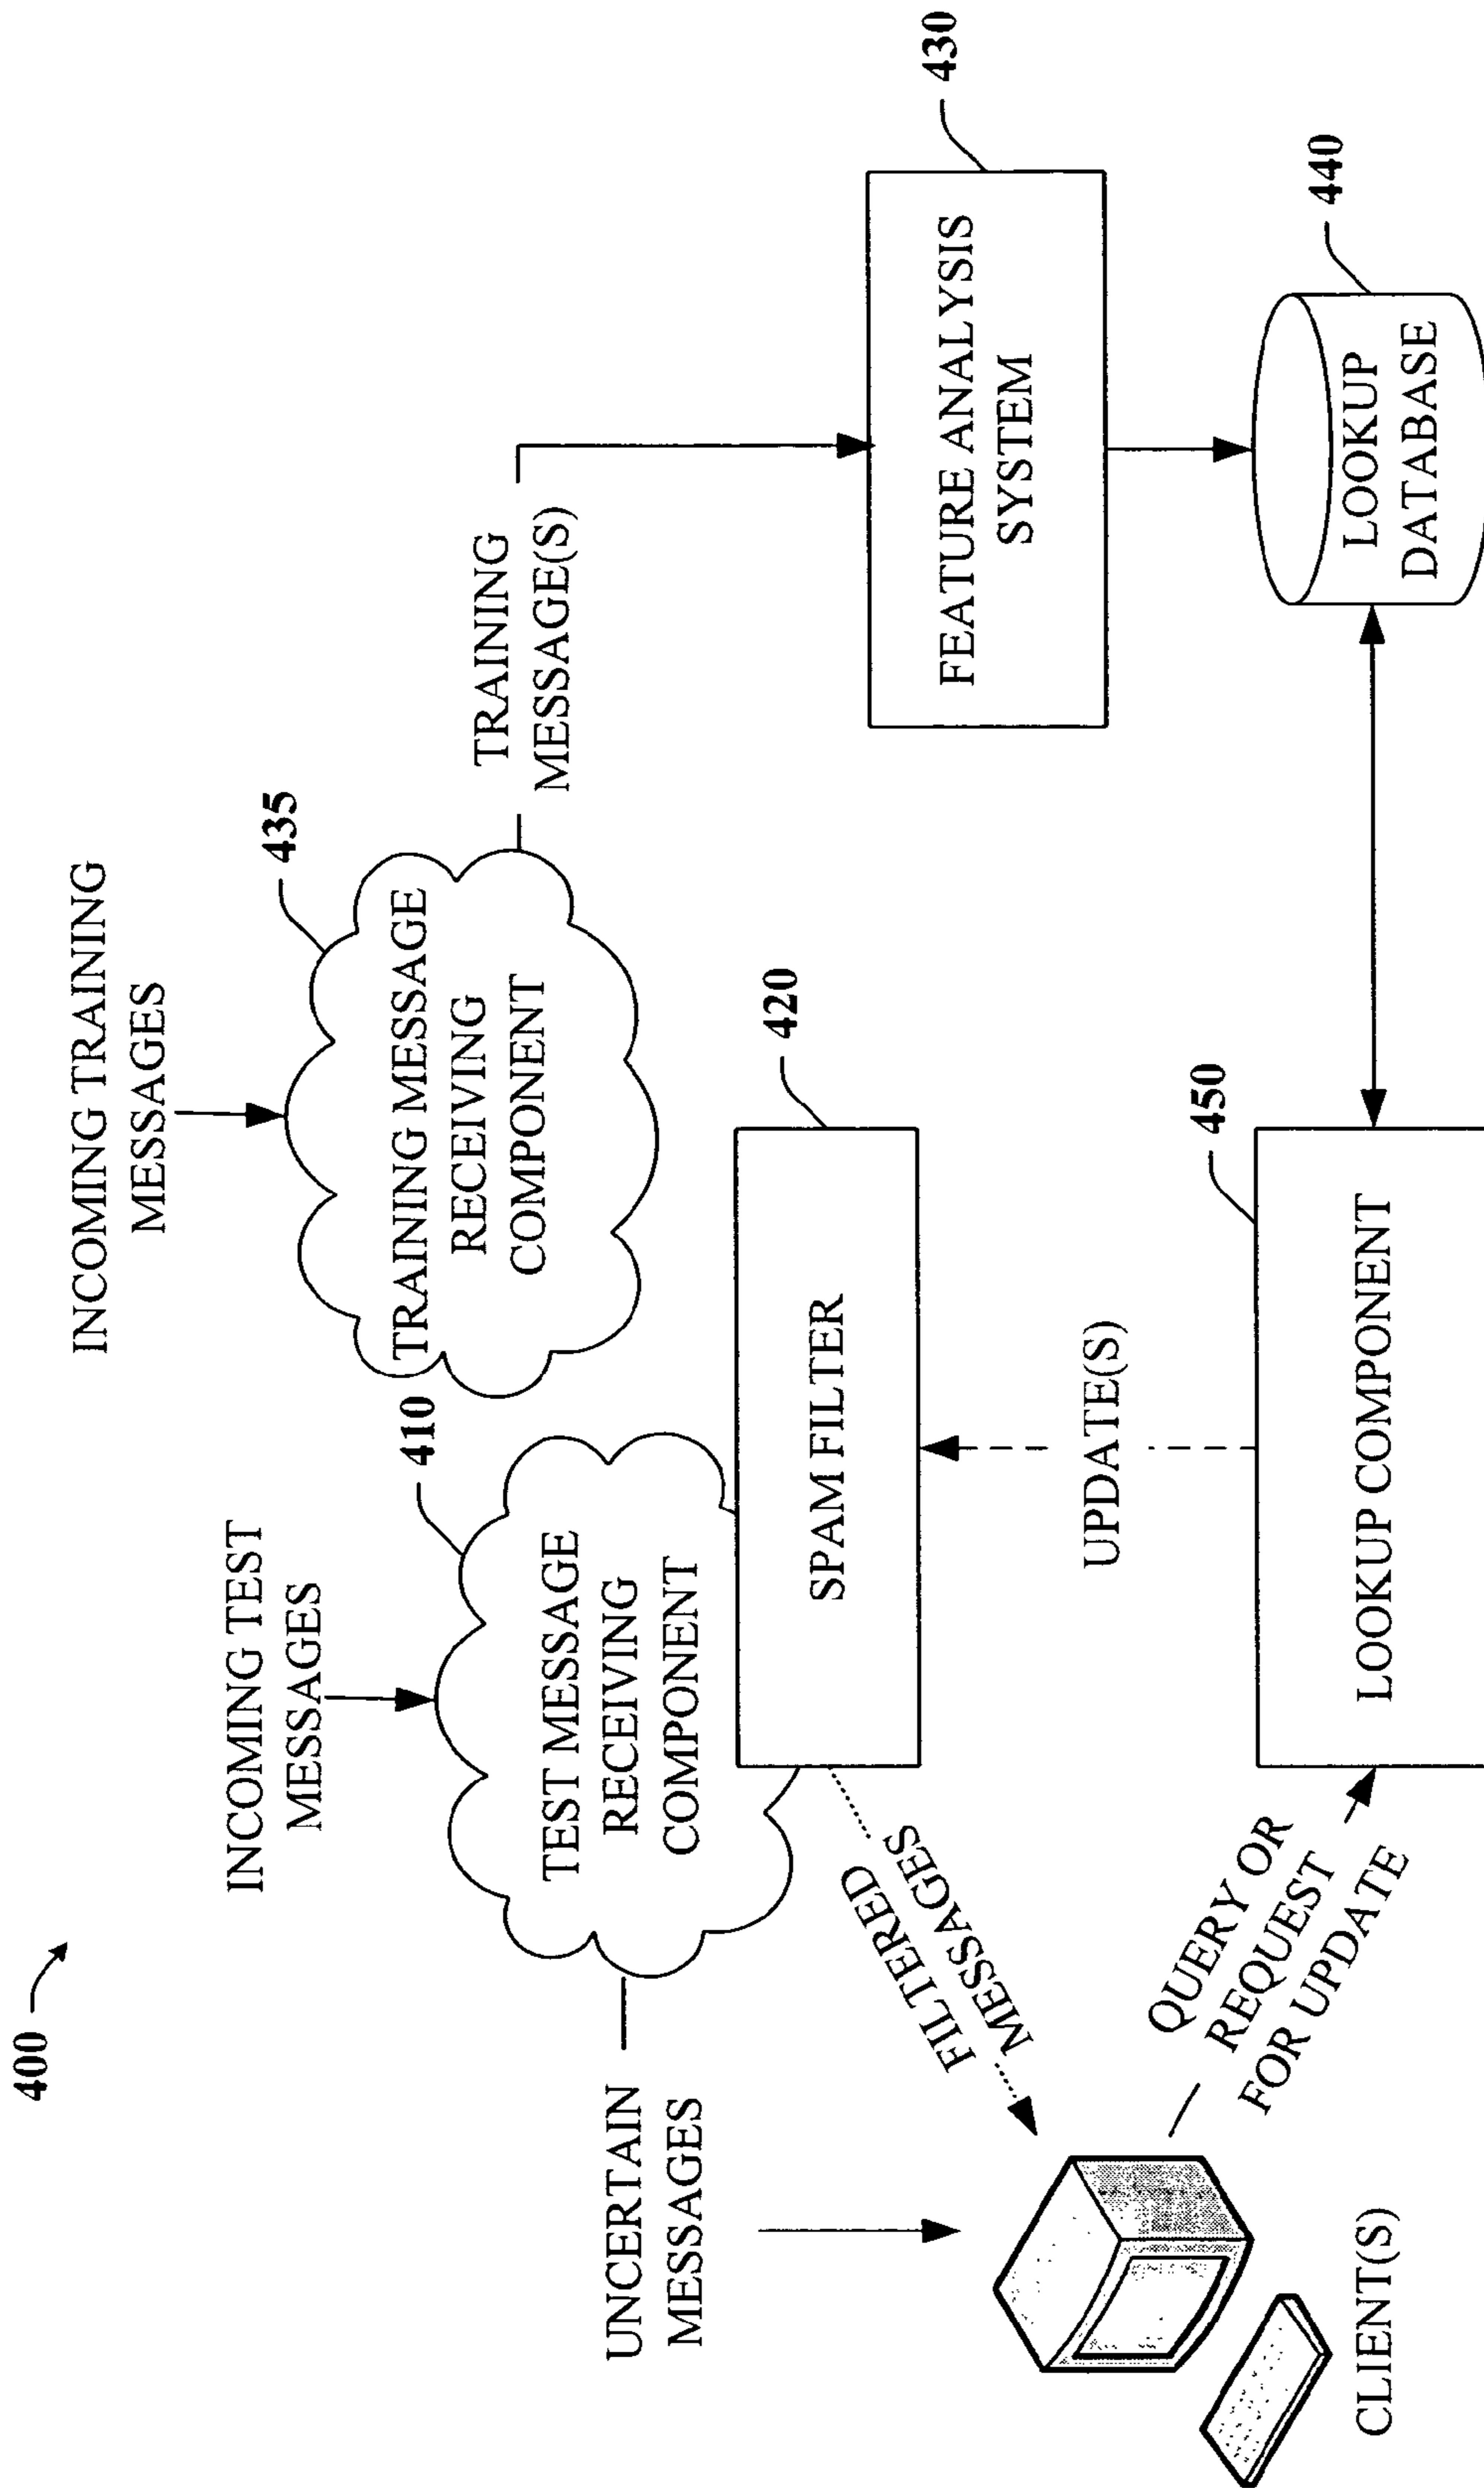 400
INCOMING TRAINING
MESSAGES
435
TRAINING MESSAGE
RECEIVING
COMPONENT
TRAINING
MESSAGE(S)
INCOMING TEST
MESSAGES
410
TEST MESSAGE
RECEIVING
COMPONENT
420
SPAM FILTER
430
FEATURE ANALYSIS
SYSTEM
UNCERTAIN
MESSAGES
FILTERED
MESSAGES
UPDATE(S)
440
LOOKUP
DATABASE
450
LOOKUP COMPONENT
QUERY OR
REQUEST
FOR UPDATE
CLIENT(S)